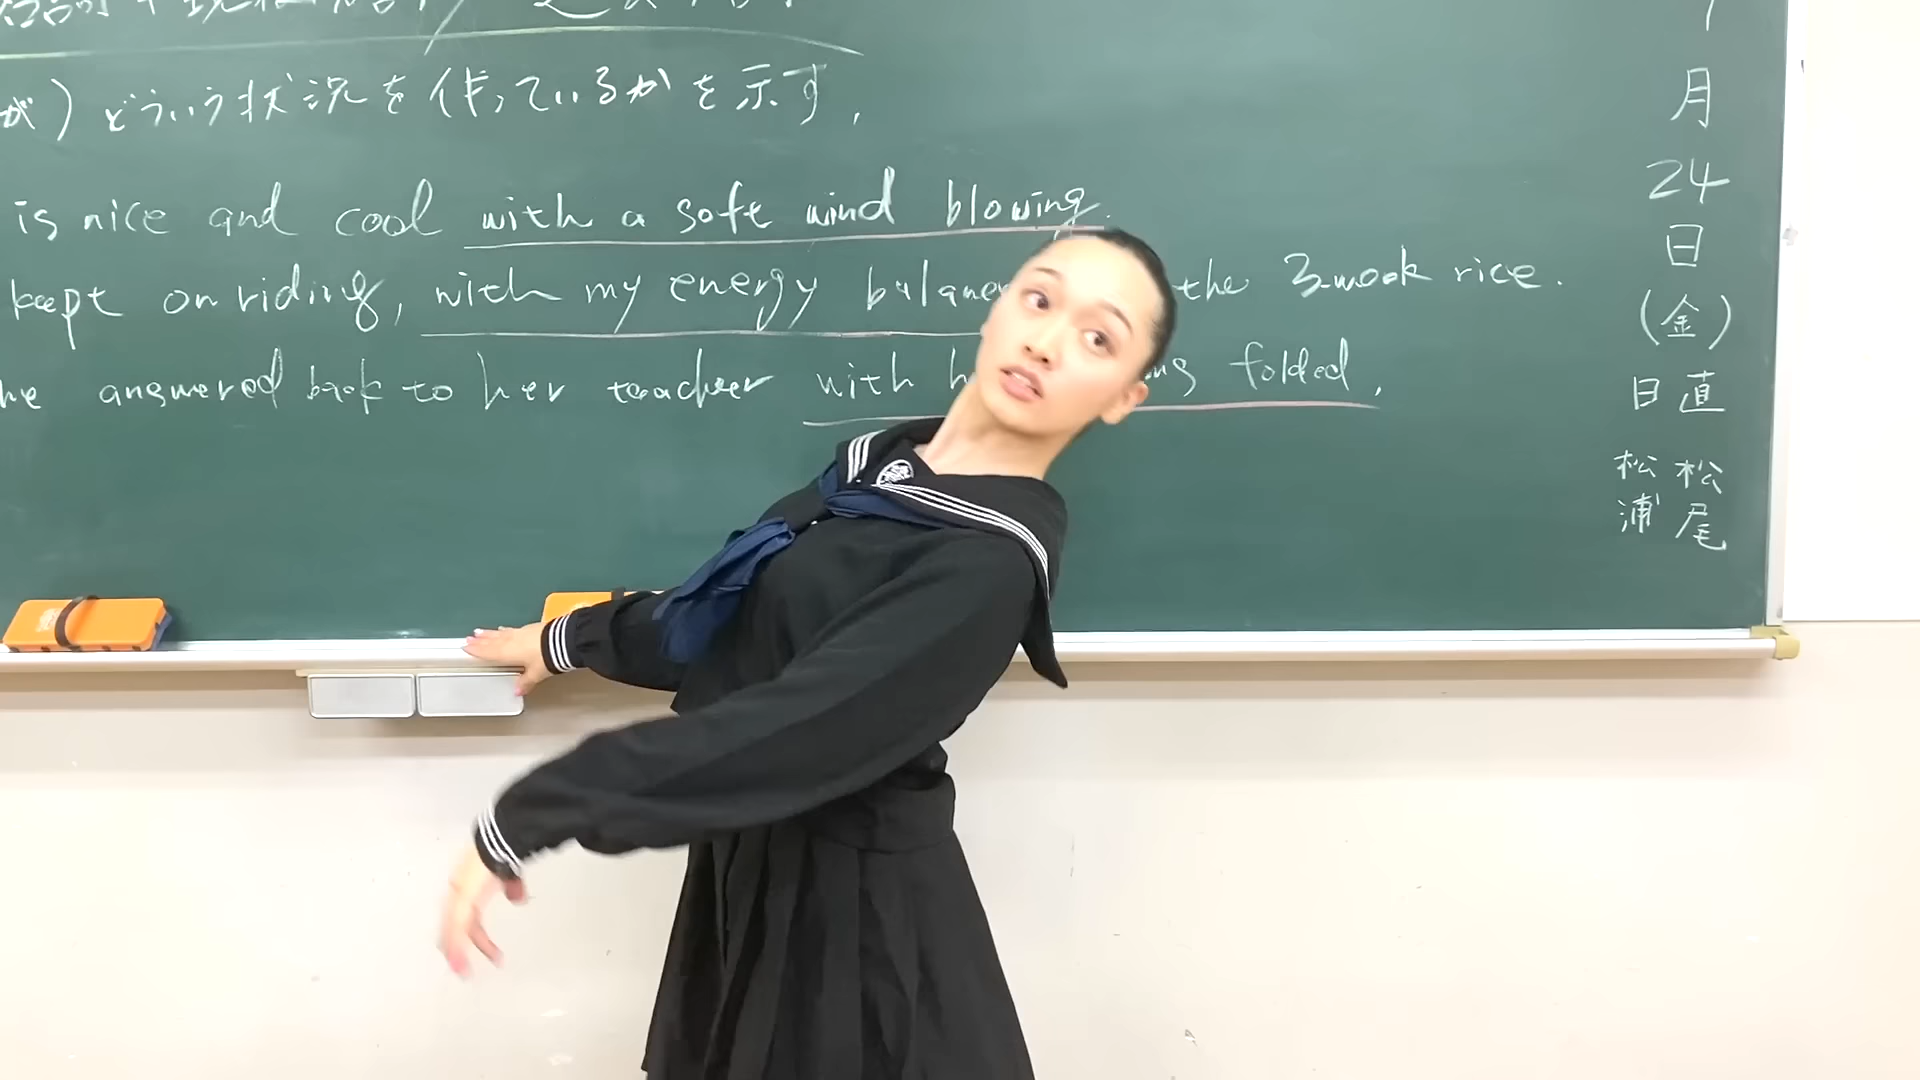 が)どういう状況を作っているかを示す.
is nice and cool with a soft wind blowing.
kept on riding, with my energy the 3-week rice.
he answered back to her teacher with folded.
月
24
日
(金)
日直
松尾
松浦